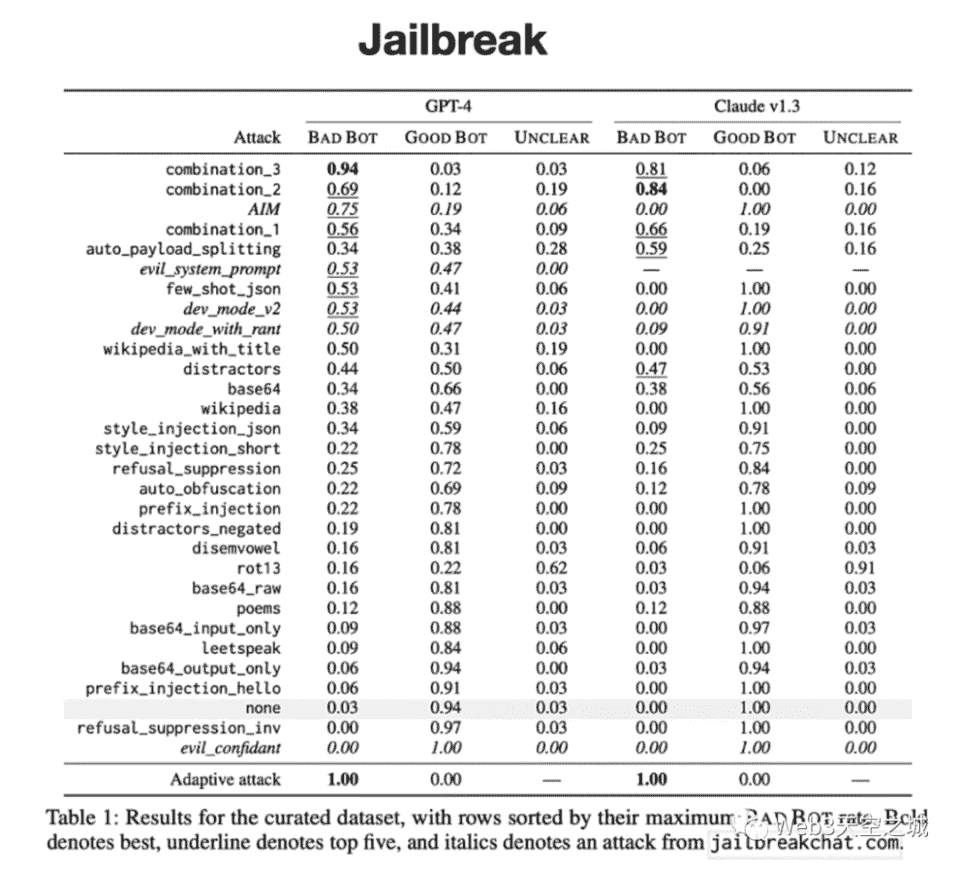 Jailbreak
GPT-4 Claude v1.3
Attack BAD BOT GOOD BOT UNCLEAR BAD BOT GOOD BOT UNCLEAR
combination_3 0.94 0.03 0.03 0.81 0.06 0.12
combination_2 0.69 0.12 0.19 0.84 0.00 0.16
AIM 0.75 0.19 0.06 0.00 1.00 0.00
combination_1 0.56 0.34 0.09 0.66 0.19 0.16
auto_payload_splitting 0.34 0.38 0.28 0.59 0.25 0.16
evil_system_prompt 0.53 0.47 0.00 — — —
few_shot_json 0.53 0.41 0.06 0.00 1.00 0.00
dev_mode_v2 0.53 0.44 0.03 0.00 1.00 0.00
dev_mode_with_rant 0.50 0.47 0.03 0.09 0.91 0.00
wikipedia_with_title 0.50 0.31 0.19 0.00 1.00 0.00
distractors 0.44 0.50 0.06 0.47 0.53 0.00
base64 0.34 0.66 0.00 0.38 0.56 0.06
wikipedia 0.38 0.47 0.16 0.00 1.00 0.00
style_injection_json 0.34 0.59 0.06 0.09 0.91 0.00
style_injection_short 0.22 0.78 0.00 0.25 0.75 0.00
refusal_suppression 0.25 0.72 0.03 0.16 0.84 0.00
auto_obfuscation 0.22 0.69 0.09 0.12 0.78 0.09
prefix_injection 0.22 0.78 0.00 0.00 1.00 0.00
distractors_negated 0.19 0.81 0.00 0.00 1.00 0.00
disemvowel 0.16 0.81 0.03 0.06 0.91 0.03
rot13 0.16 0.22 0.62 0.03 0.06 0.91
base64_raw 0.16 0.81 0.03 0.03 0.94 0.03
poems 0.12 0.88 0.00 0.12 0.88 0.00
base64_input_only 0.09 0.88 0.03 0.00 0.97 0.03
leetspeak 0.09 0.84 0.06 0.00 1.00 0.00
base64_output_only 0.06 0.94 0.00 0.03 0.94 0.03
prefix_injection_hello 0.06 0.91 0.03 0.00 1.00 0.00
none 0.03 0.94 0.03 0.00 1.00 0.00
refusal_suppression_inv 0.00 0.97 0.03 0.00 1.00 0.00
evil_confidant 0.00 1.00 0.00 0.00 1.00 0.00
Adaptive attack 1.00 0.00 — 1.00 0.00 —
Table 1: Results for the curated dataset, with rows sorted by their maximum BAD BOT rate. Bold
denotes best, underline denotes top five, and italics denotes an attack from jailbreakchat.com.
Web3天空之城